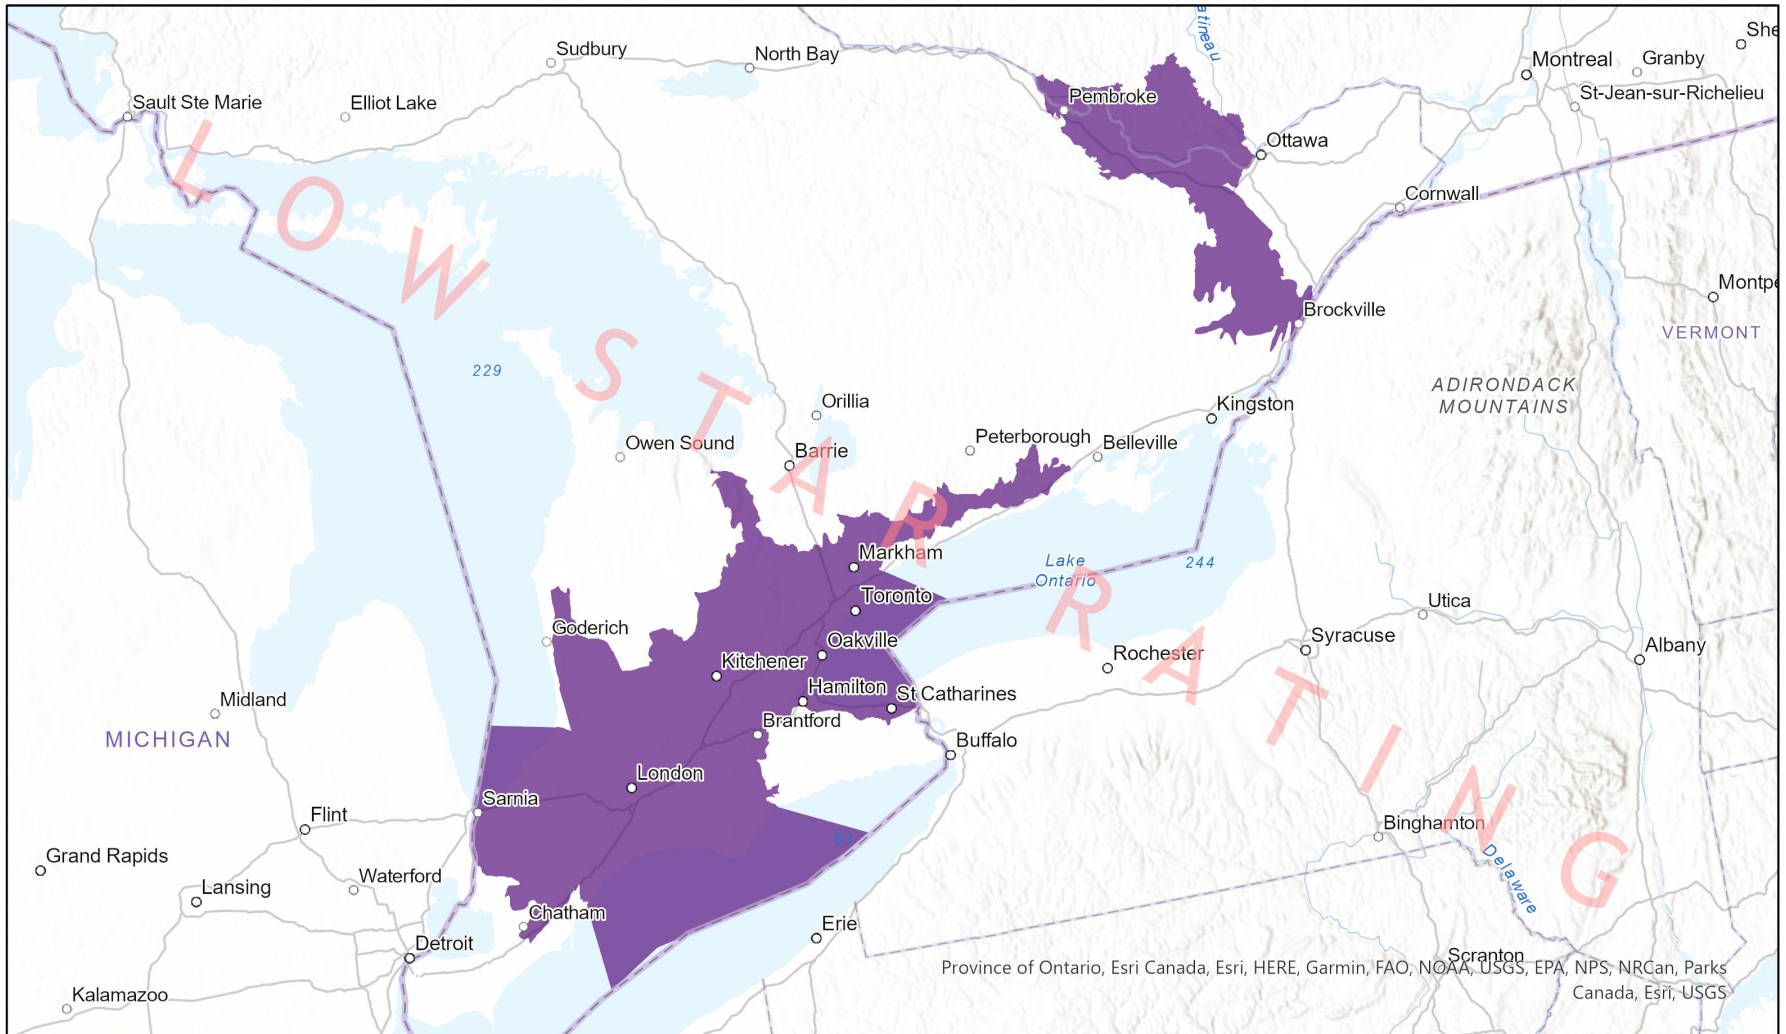 Sudbury
North Bay
atineau
She
Montreal
Granby
Sault Ste Marie
Elliot Lake
Pembroke
St-Jean-sur-Richelieu
Ottawa
Cornwall
LOW STAR RATING
Brockville
Montpe
VERMONT
229
ADIRONDACK
MOUNTAINS
Orillia
Kingston
Owen Sound
Barrie
Peterborough
Belleville
Markham
Lake
Ontario
244
Toronto
Utica
Goderich
Oakville
Syracuse
Albany
Kitchener
Rochester
Midland
Hamilton
St Catharines
MICHIGAN
Brantford
Buffalo
London
Sarnia
Flint
63
Binghamton
Grand Rapids
Lansing
Waterford
Delaware
Chatham
Erie
Detroit
Scranton
Kalamazoo
Province of Ontario, Esri Canada, Esri, HERE, Garmin, FAO, NOAA, USGS, EPA, NPS, NRCan, Parks
Canada, Esri, USGS